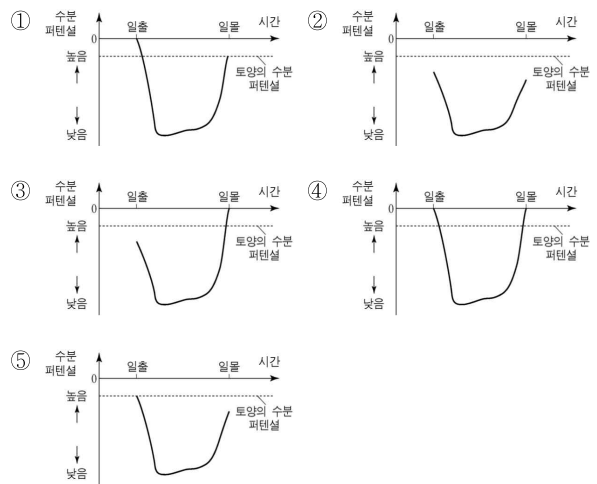 ①
수분
퍼텐셜
일출
일몰
시간
0
높음
낮음
토양의 수분
퍼텐셜
②
수분
퍼텐셜
일출
일몰
시간
0
높음
낮음
토양의 수분
퍼텐셜
③
수분
퍼텐셜
일출
일몰
시간
0
높음
낮음
토양의 수분
퍼텐셜
④
수분
퍼텐셜
일출
일몰
시간
0
높음
낮음
토양의 수분
퍼텐셜
⑤
수분
퍼텐셜
일출
일몰
시간
0
높음
낮음
토양의 수분
퍼텐셜